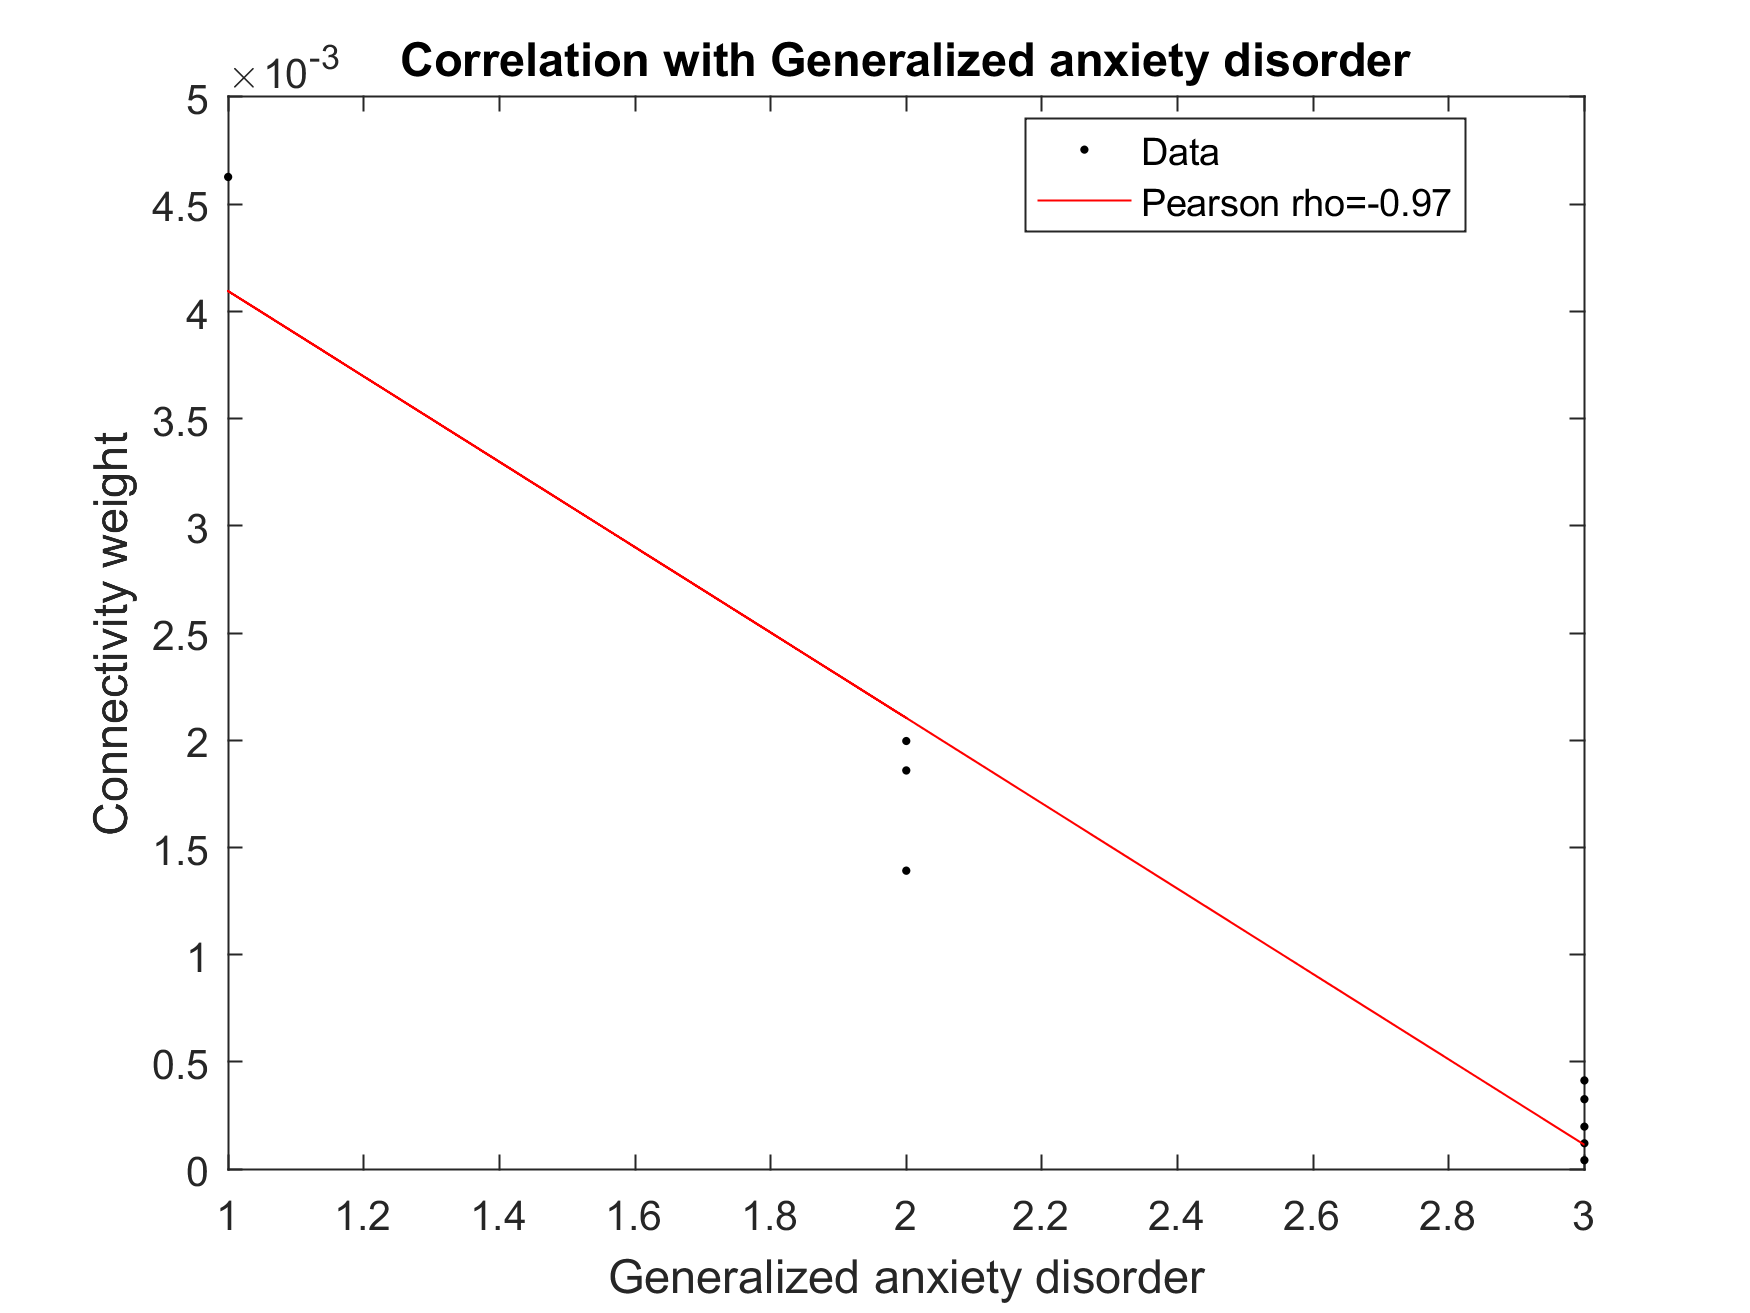 ×10-3
Correlation with Generalized anxiety disorder
Data
Pearson rho=-0.97
5
4.5
4
3.5
3
2.5
2
1.5
1
0.5
0
Connectivity weight
1 1.2 1.4 1.6 1.8 2 2.2 2.4 2.6 2.8 3
Generalized anxiety disorder